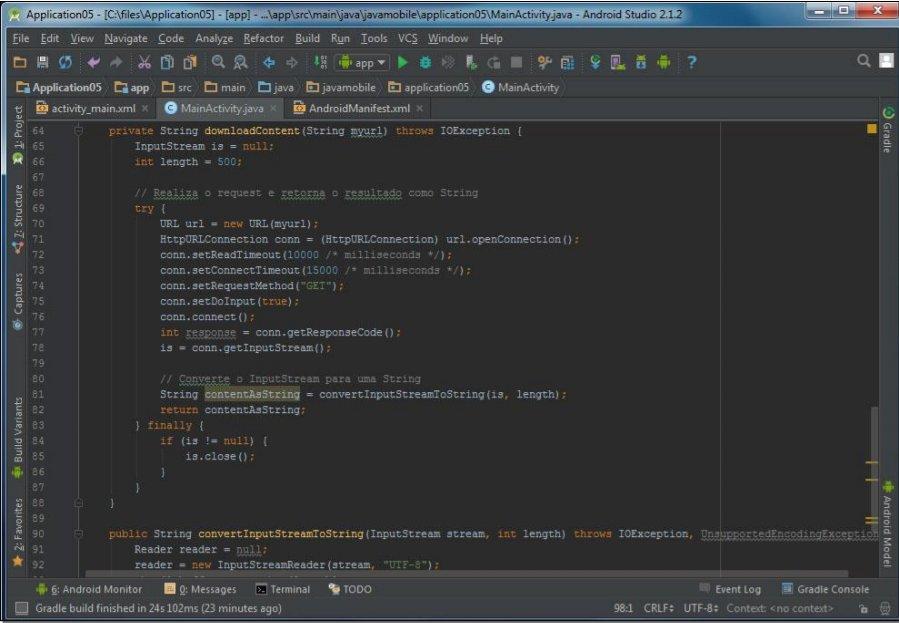 Application05 - [C:\files\Application05] - [app] - ...\app\src\main\java\javamobile\application05\MainActivity.java - Android Studio 2.1.2
File Edit View Navigate Code Analyze Refactor Build Run Tools VCS Window Help
app
Application05 app src main java javamobile application05 MainActivity
activity_main.xml MainActivity.java AndroidManifest.xml
1: Project
7: Structure
Captures
Build Variants
2: Favorites
64 private String downloadContent(String myurl) throws IOException {
65 InputStream is = null;
66 int length = 500;
67
68 // Realiza o request e retorna o resultado como String
69 try {
70 URL url = new URL(myurl);
71 HttpURLConnection conn = (HttpURLConnection) url.openConnection();
72 conn.setReadTimeout(10000 /* milliseconds */);
73 conn.setConnectTimeout(15000 /* milliseconds */);
74 conn.setRequestMethod("GET");
75 conn.setDoInput(true);
76 conn.connect();
77 int response = conn.getResponseCode();
78 is = conn.getInputStream();
79
80 // Converte o InputStream para uma String
81 String contentAsString = convertInputStreamToString(is, length);
82 return contentAsString;
83 } finally {
84 if (is != null) {
85 is.close();
86 }
87 }
88 }
89
90 public String convertInputStreamToString(InputStream stream, int length) throws IOException, UnsupportedEncodingException
91 Reader reader = null;
92 reader = new InputStreamReader(stream, "UTF-8");
Gradle
Android Model
6: Android Monitor 0: Messages Terminal TODO Event Log Gradle Console
Gradle build finished in 24s 102ms (23 minutes ago) 98:1 CRLF UTF-8 Context: <no context>